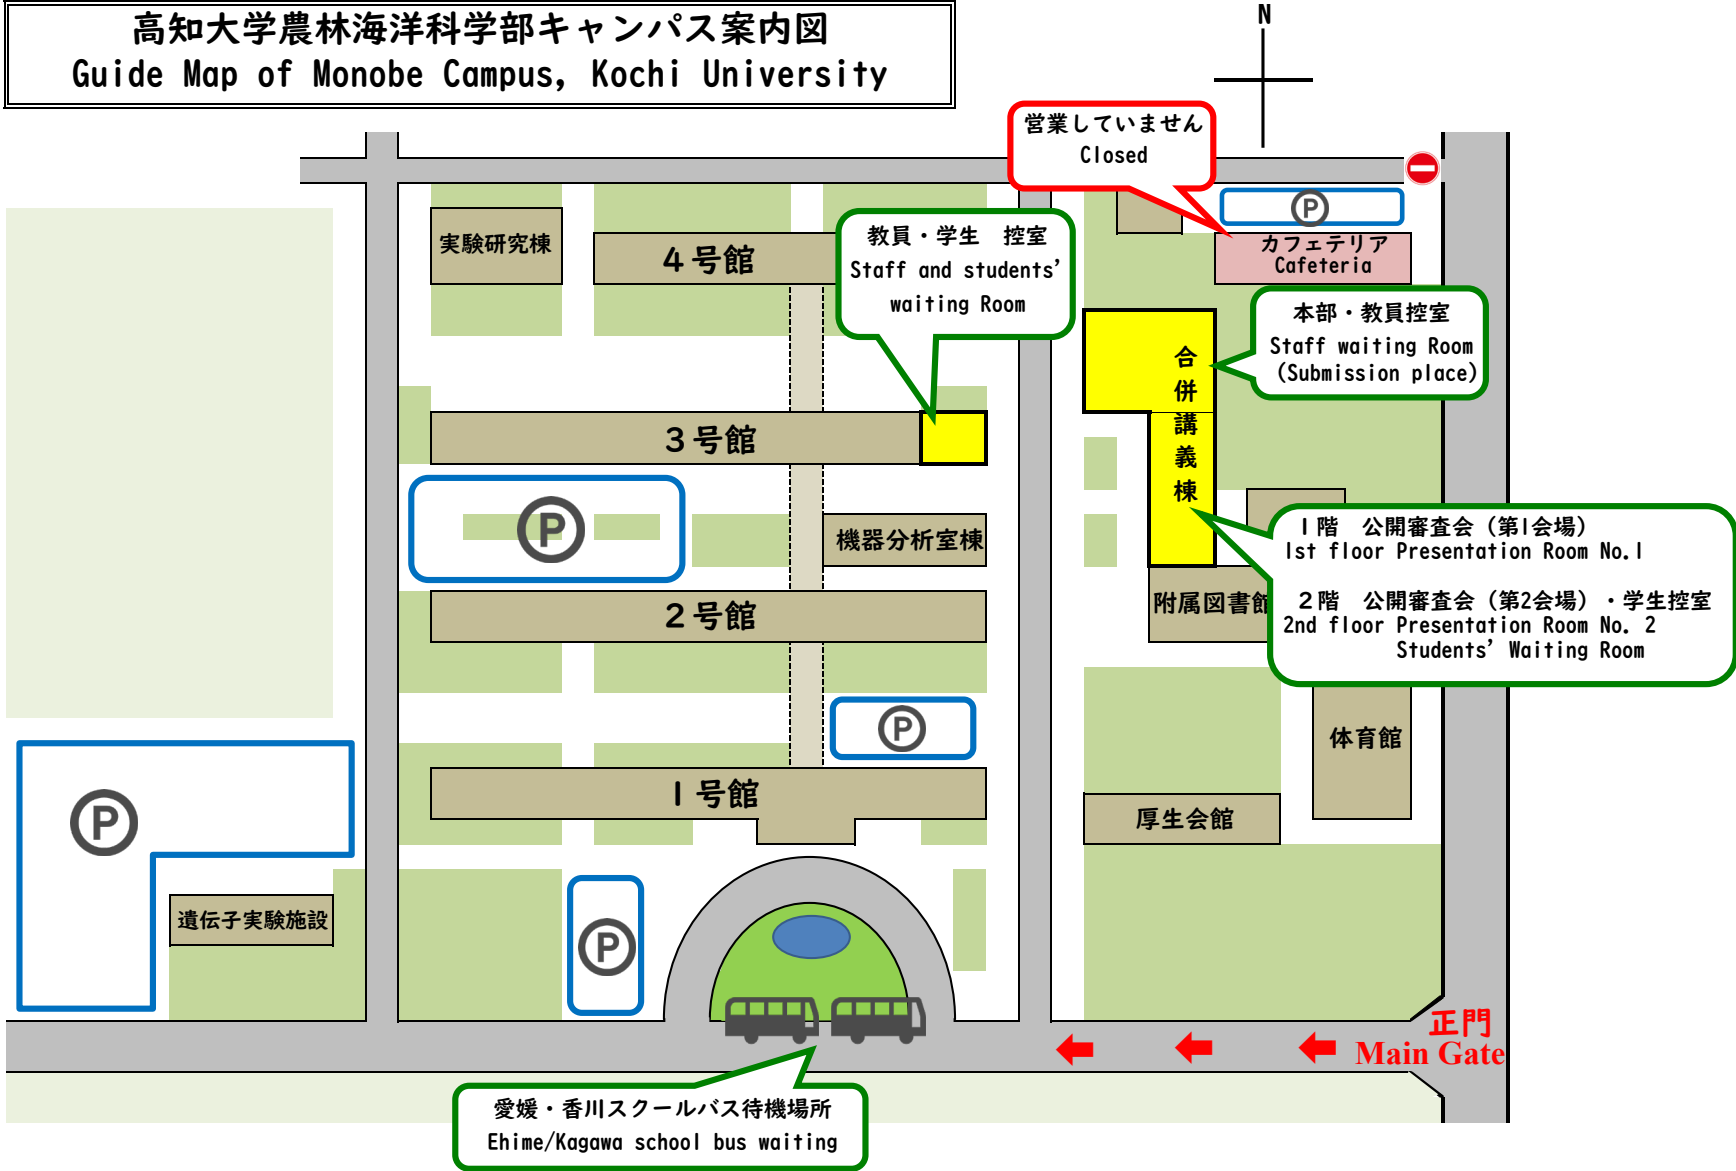 高知大学農林海洋科学部キャンパス案内図
Guide Map of Monobe Campus, Kochi University
N
営業していません
Closed
P
カフェテリア
Cafeteria
実験研究棟
4号館
教員・学生　控室
Staff and students’
waiting Room
本部・教員控室
Staff waiting Room
(Submission place)
合併講義棟
3号館
P
機器分析室棟
1階　公開審査会（第1会場）
1st floor Presentation Room No.1
2階　公開審査会（第2会場）・学生控室
2nd floor Presentation Room No. 2
Students’ Waiting Room
2号館
附属図書館
P
体育館
1号館
厚生会館
P
遺伝子実験施設
P
正門
Main Gate
愛媛・香川スクールバス待機場所
Ehime/Kagawa school bus waiting